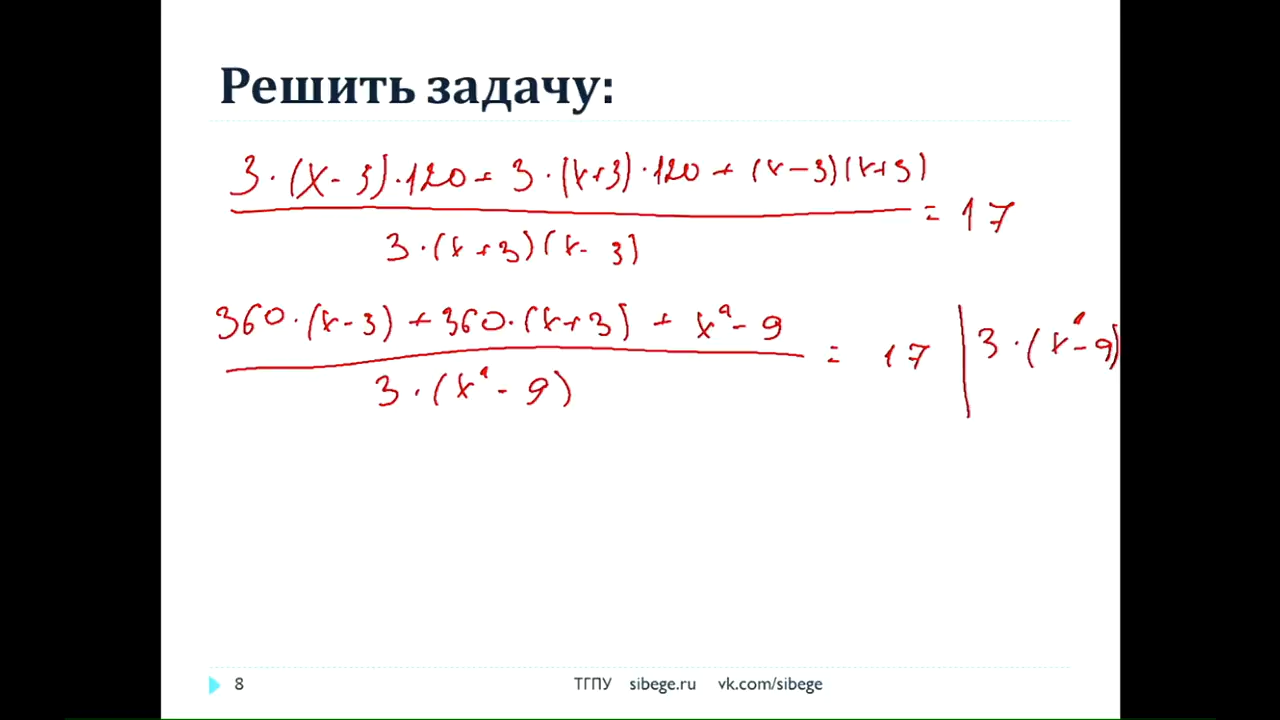 Решить задачу:
3·(x-3)·120+3·(x+3)·120+(x-3)(x+3)
= 17
3·(x+3)(x-3)
360·(x-3)+360·(x+3)+x²-9
= 17 | 3·(x²-9)
3·(x²-9)
8 ТГПУ sibege.ru vk.com/sibege